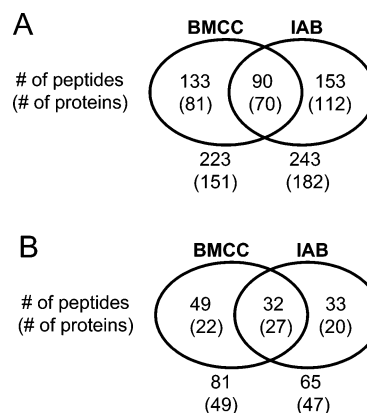 A
BMCC IAB
# of peptides 133 90 153
(# of proteins) (81) (70) (112)
223 243
(151) (182)
B
BMCC IAB
# of peptides 49 32 33
(# of proteins) (22) (27) (20)
81 65
(49) (47)